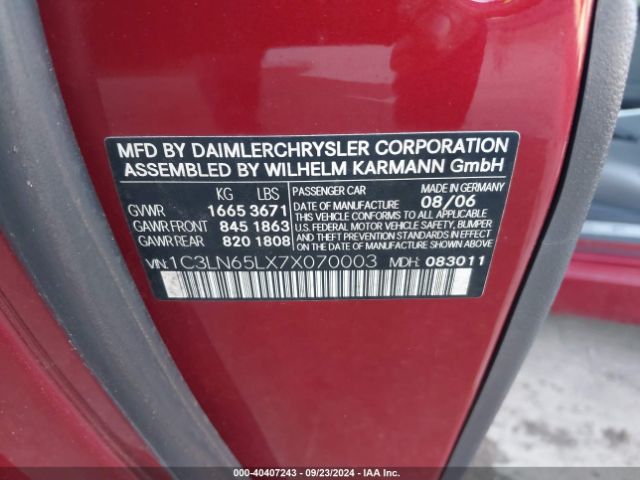 MFD BY DAIMLERCHRYSLER CORPORATION
ASSEMBLED BY WILHELM KARMANN GmbH
KG LBS PASSENGER CAR MADE IN GERMANY
GVWR 1665 3671 DATE OF MANUFACTURE 08/06
GAWR FRONT 845 1863 THIS VEHICLE CONFORMS TO ALL APPLICABLE
GAWR REAR 820 1808 U.S. FEDERAL MOTOR VEHICLE SAFETY, BUMPER,
AND THEFT PREVENTION STANDARDS IN EFFECT ON
THE DATE OF MANUFACTURE SHOWN ABOVE.
VIN: 1C3LN65LX7X070003 MDH: 083011
000-40407243 - 09/23/2024 - IAA Inc.